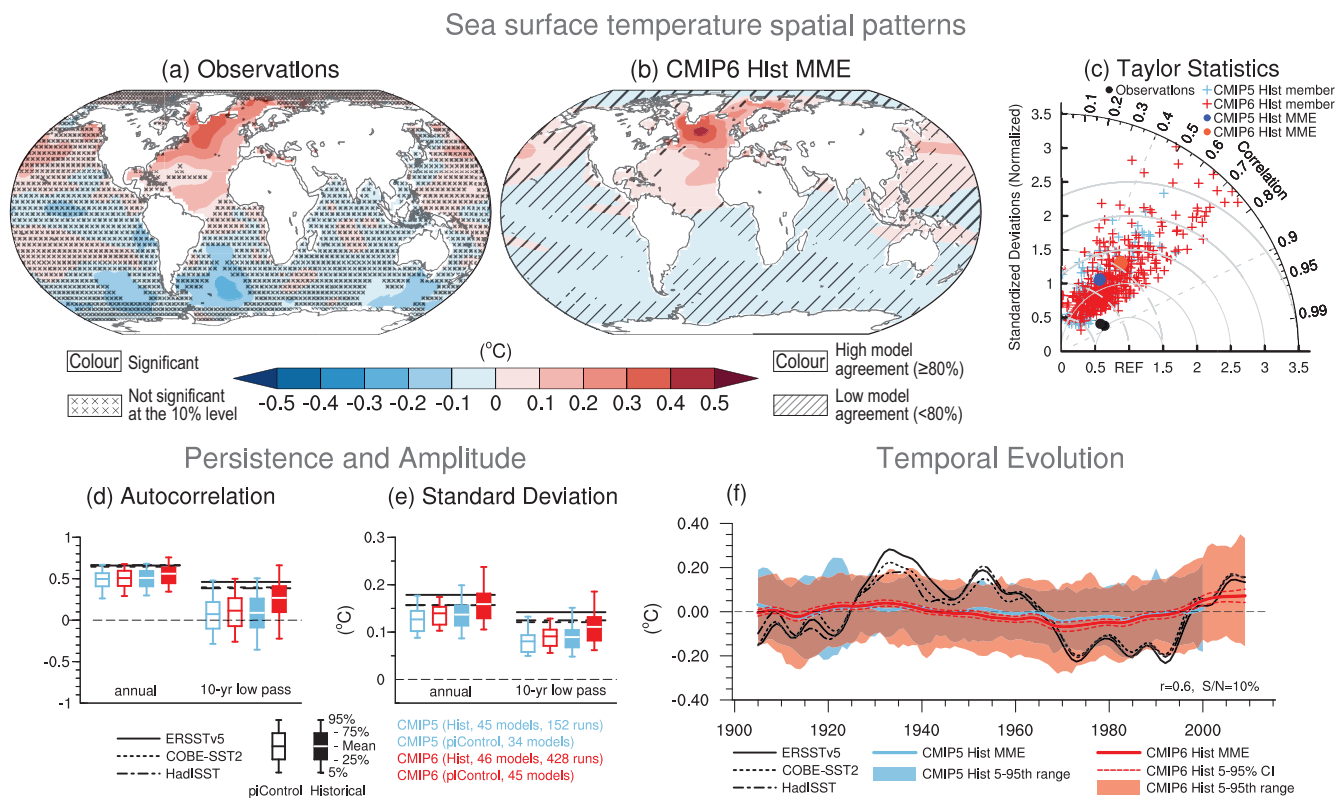 Sea surface temperature spatial patterns
(a) Observations
(b) CMIP6 HIst MME
(c) Taylor Statistics
Observations
CMIP5 HIst member
CMIP6 HIst member
CMIP5 HIst MME
CMIP6 HIst MME
Standardized Deviations (Normalized)
3.5
3
2.5
2
1.5
1.0
0.5
0
0.1
0.2
0.3
0.4
0.5
0.6
0.7
0.8
0.9
0.95
0.99
Correlation
0 0.5 REF 1.5 2 2.5 3 3.5
Colour Significant
Not significant
at the 10% level
(°C)
-0.5 -0.4 -0.3 -0.2 -0.1 0 0.1 0.2 0.3 0.4 0.5
Colour High model
agreement (≥80%)
Low model
agreement (<80%)
Persistence and Amplitude
(d) Autocorrelation
1
0.5
0
-0.5
-1
annual 10-yr low pass
(e) Standard Deviation
(°C)
0.3
0.2
0.1
0
annual 10-yr low pass
ERSSTv5
COBE-SST2
HadISST
95%
75%
Mean
25%
5%
piControl Historical
CMIP5 (Hist, 45 models, 152 runs)
CMIP5 (piControl, 34 models)
CMIP6 (Hist, 46 models, 428 runs)
CMIP6 (pIControl, 45 models)
Temporal Evolution
(f)
(°C)
0.40
0.20
0.00
-0.20
-0.40
r=0.6, S/N=10%
1900 1920 1940 1960 1980 2000
ERSSTv5
COBE-SST2
HadISST
CMIP5 Hist MME
CMIP5 Hist 5-95th range
CMIP6 Hist MME
CMIP6 Hist 5-95% CI
CMIP6 Hist 5-95th range